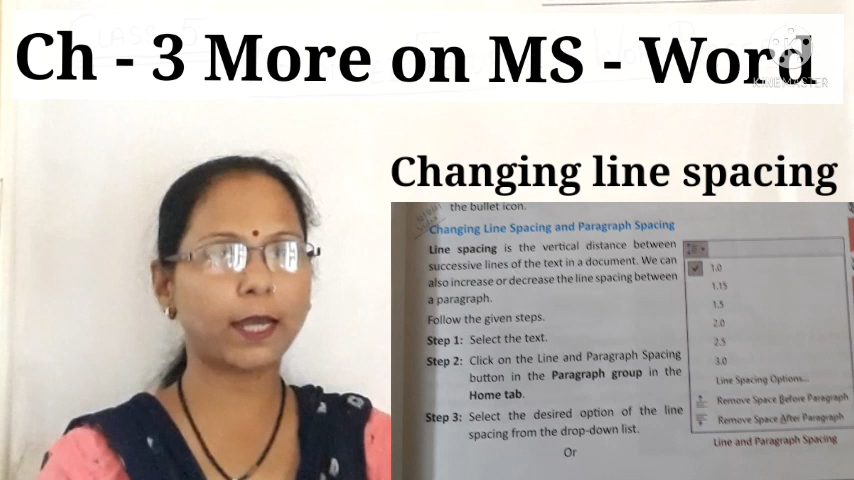 Ch - 3 More on MS - Word
KINEMASTER
Changing line spacing
the bullet icon.
Changing Line Spacing and Paragraph Spacing
Line spacing is the vertical distance between
successive lines of the text in a document. We can
also increase or decrease the line spacing between
a paragraph.
Follow the given steps.
Step 1: Select the text.
Step 2: Click on the Line and Paragraph Spacing
button in the Paragraph group in the
Home tab.
Step 3: Select the desired option of the line
spacing from the drop-down list.
Or
1.0
1.15
1.5
2.0
2.5
3.0
Line Spacing Options...
Remove Space Before Paragraph
Remove Space After Paragraph
Line and Paragraph Spacing